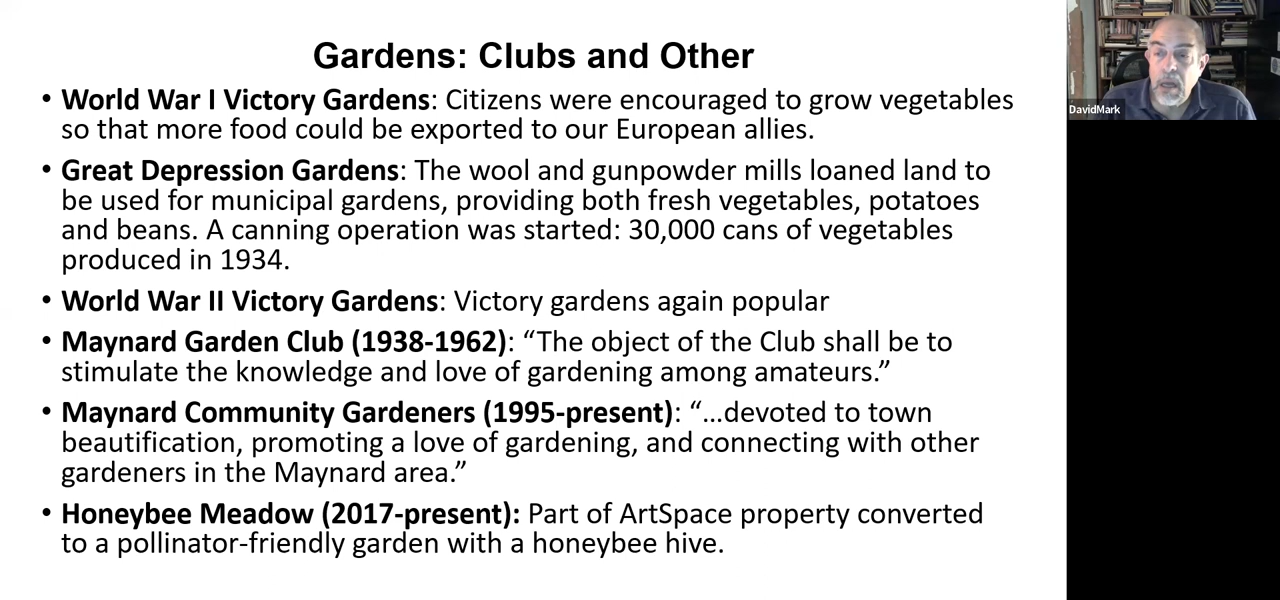 Gardens: Clubs and Other
• World War I Victory Gardens: Citizens were encouraged to grow vegetables
so that more food could be exported to our European allies.
• Great Depression Gardens: The wool and gunpowder mills loaned land to
be used for municipal gardens, providing both fresh vegetables, potatoes
and beans. A canning operation was started: 30,000 cans of vegetables
produced in 1934.
• World War II Victory Gardens: Victory gardens again popular
• Maynard Garden Club (1938-1962): “The object of the Club shall be to
stimulate the knowledge and love of gardening among amateurs.”
• Maynard Community Gardeners (1995-present): “…devoted to town
beautification, promoting a love of gardening, and connecting with other
gardeners in the Maynard area.”
• Honeybee Meadow (2017-present): Part of ArtSpace property converted
to a pollinator-friendly garden with a honeybee hive.
DavidMark